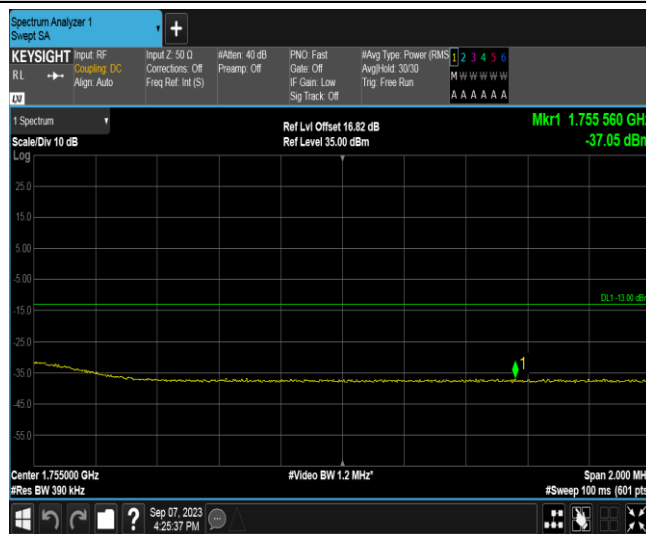 Spectrum Analyzer 1
Swept SA
+
KEYSIGHT Input: RF Input Z: 50 Ω #Atten: 40 dB PNO: Fast #Avg Type: Power (RMS 1 2 3 4 5 6
RL Coupling: DC Corrections: Off Preamp: Off Gate: Off Avg|Hold: 30/30 M W W W W W
Align: Auto Freq Ref: Int (S) IF Gain: Low Trig: Free Run
Sig Track: Off A A A A A A
LXI
1 Spectrum Ref Lvl Offset 16.82 dB Mkr1 1.755 560 GHz
Scale/Div 10 dB Ref Level 35.00 dBm -37.05 dBm
Log
25.0
15.0
5.00
-5.00
DL1 -13.00 dBm
-15.0
-25.0
1
-35.0
-45.0
-55.0
Center 1.755000 GHz #Video BW 1.2 MHz* Span 2.000 MHz
#Res BW 390 kHz #Sweep 100 ms (601 pts
? Sep 07, 2023
4:25:37 PM